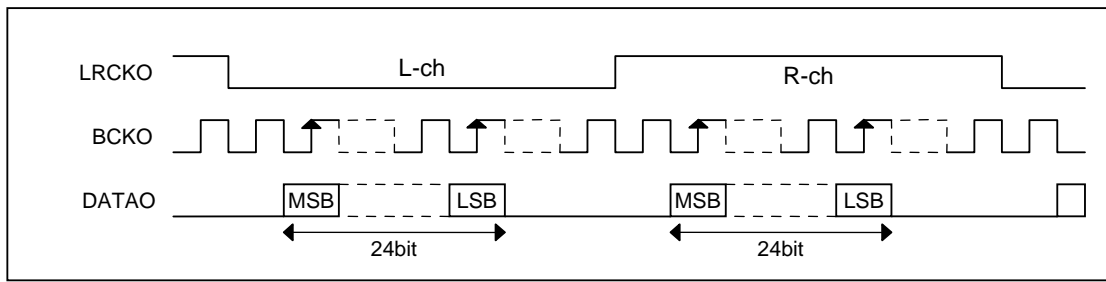 LRCKO
L-ch
R-ch
BCKO
DATAO
MSB
LSB
MSB
LSB
24bit
24bit